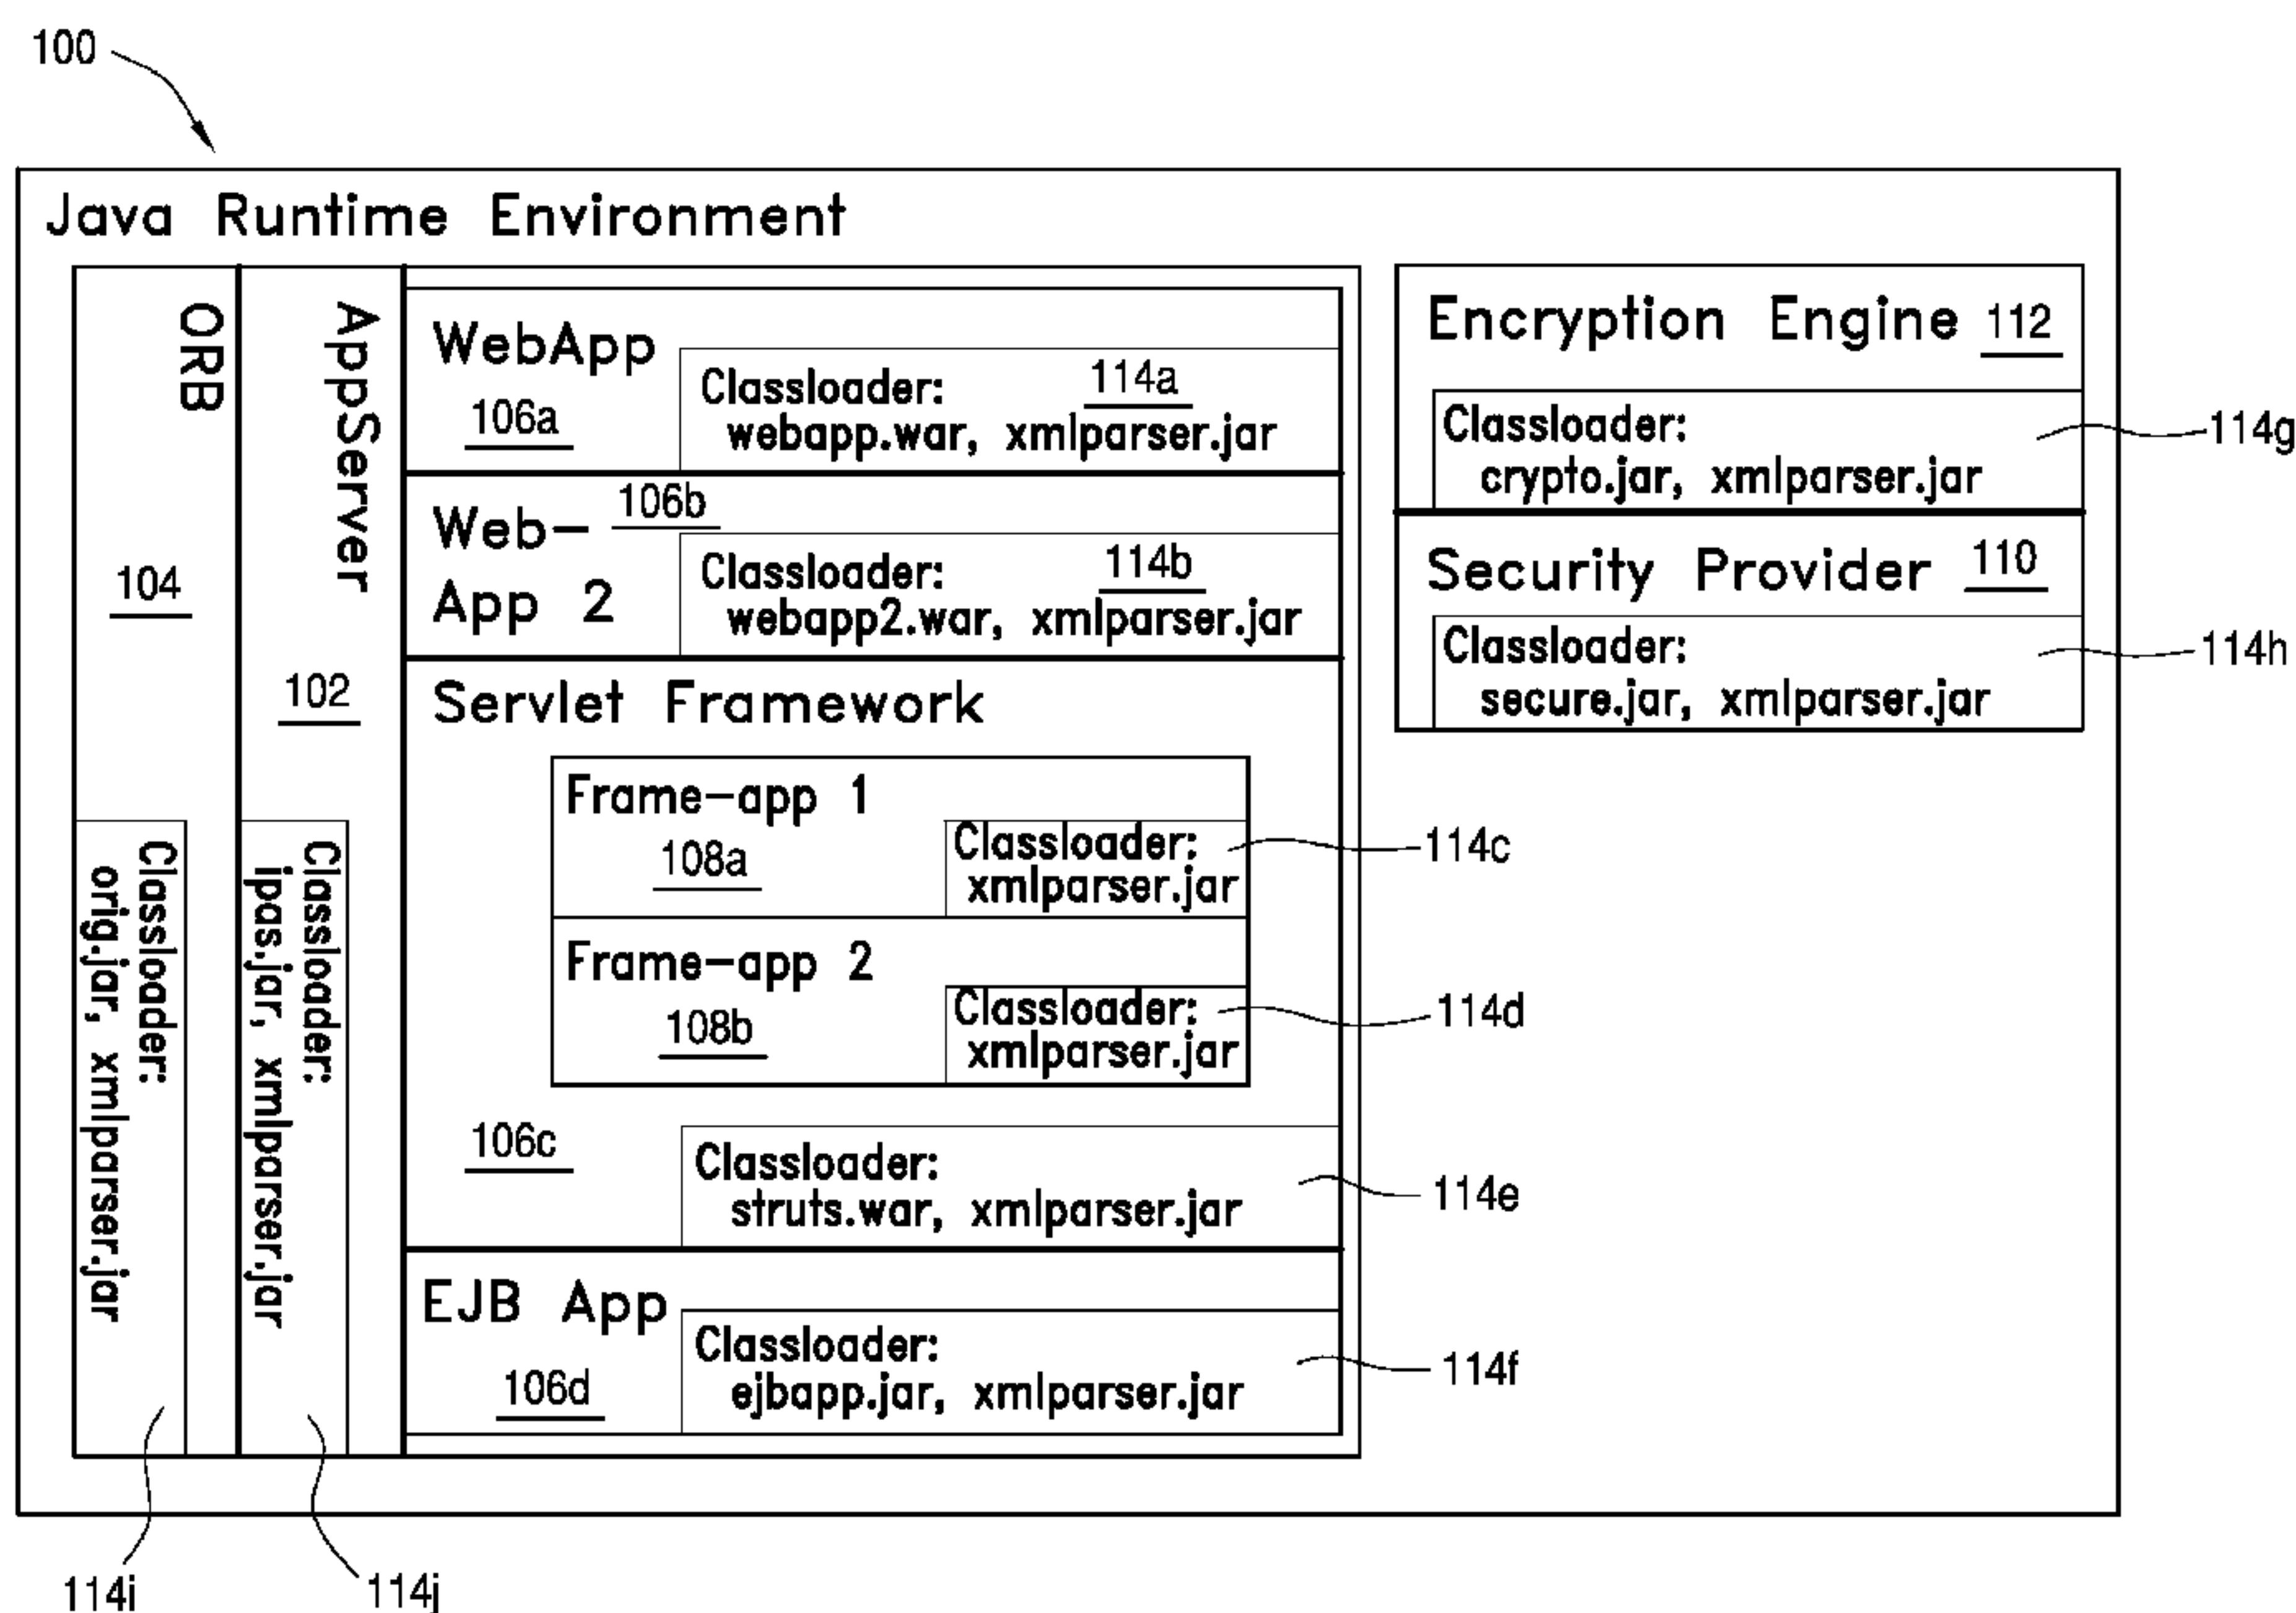 100
Java Runtime Environment
ORB
104
Classloader:
orig.jar, xmlparser.jar
114i
AppServer
102
Classloader:
ipas.jar, xmlparser.jar
114j
WebApp
106a
Classloader: 114a
webapp.war, xmlparser.jar
Web- 106b
App 2
Classloader: 114b
webapp2.war, xmlparser.jar
Servlet Framework
Frame-app 1
108a
Classloader:
xmlparser.jar
114c
Frame-app 2
108b
Classloader:
xmlparser.jar
114d
106c
Classloader:
struts.war, xmlparser.jar
114e
EJB App
106d
Classloader:
ejbapp.jar, xmlparser.jar
114f
Encryption Engine 112
Classloader:
crypto.jar, xmlparser.jar
114g
Security Provider 110
Classloader:
secure.jar, xmlparser.jar
114h